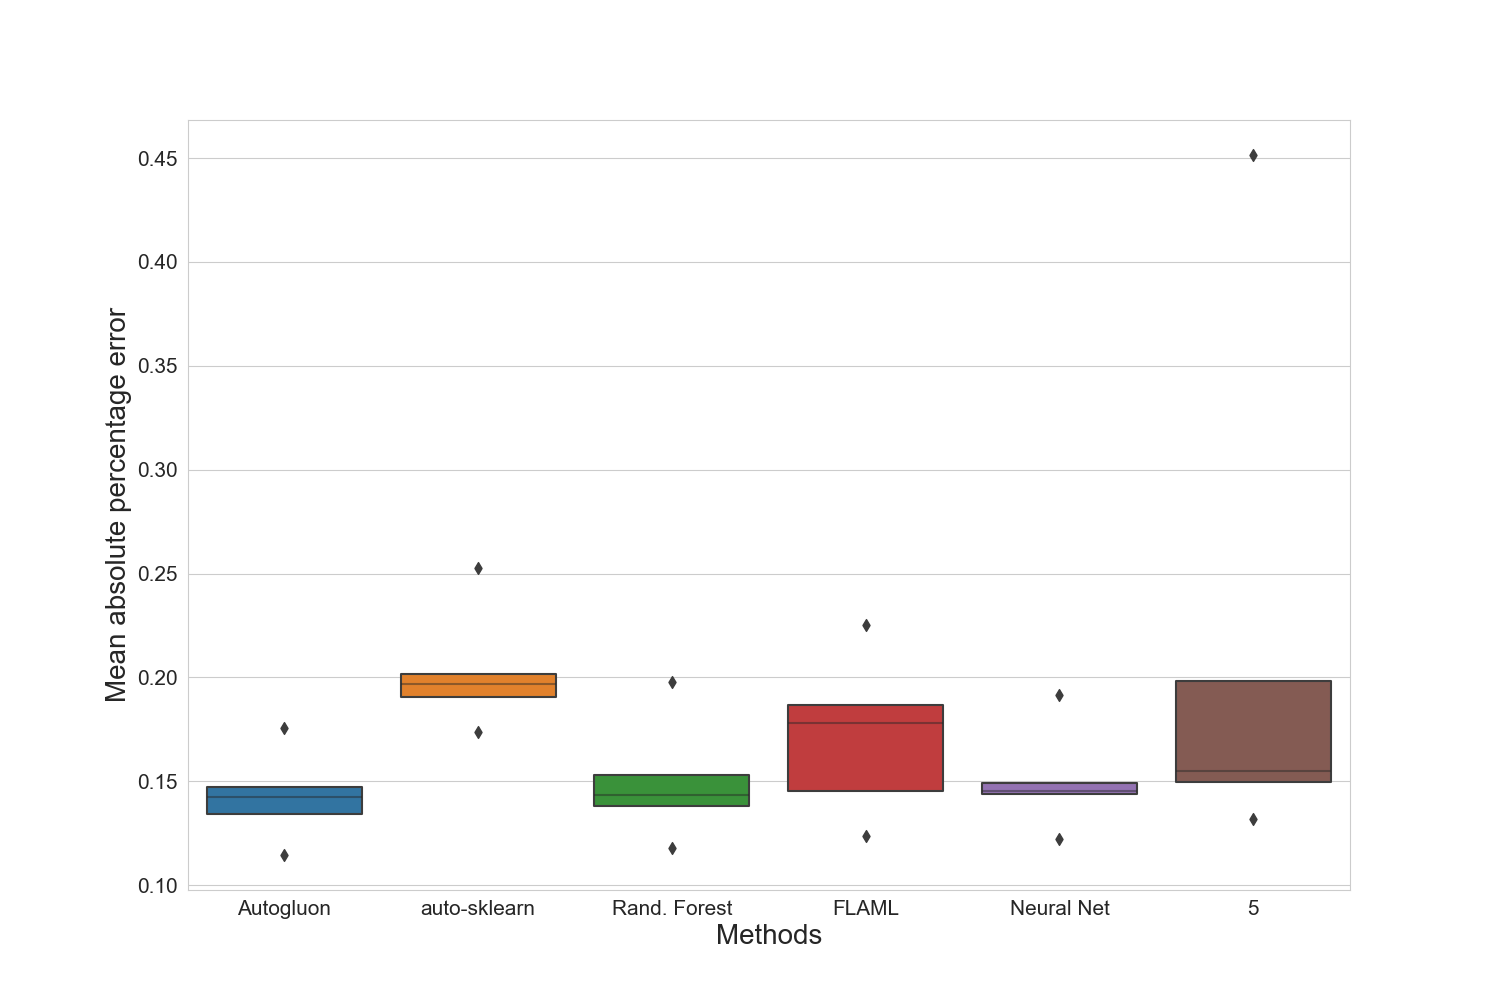 0.45
0.40
0.35
0.30
0.25
0.20
0.15
0.10
Mean absolute percentage error
Autogluon auto-sklearn Rand. Forest FLAML Neural Net 5
Methods